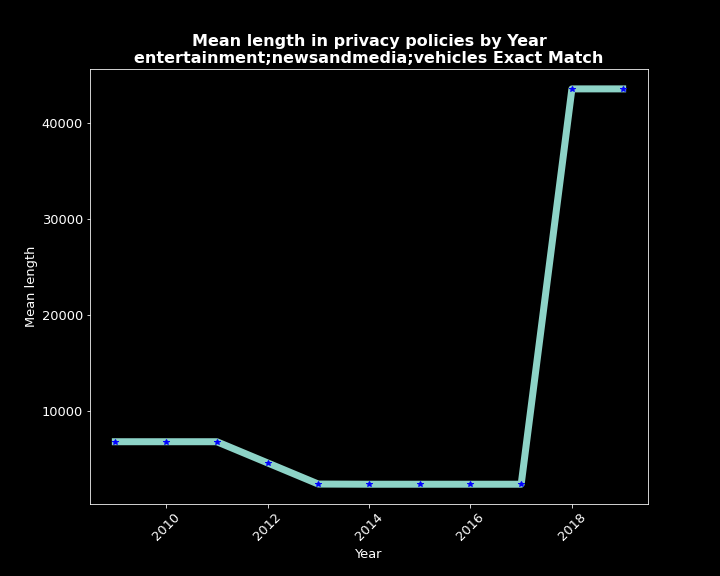 Mean length in privacy policies by Year
entertainment;newsandmedia;vehicles Exact Match
40000
30000
20000
10000
Mean length
2010
2012
2014
2016
2018
Year